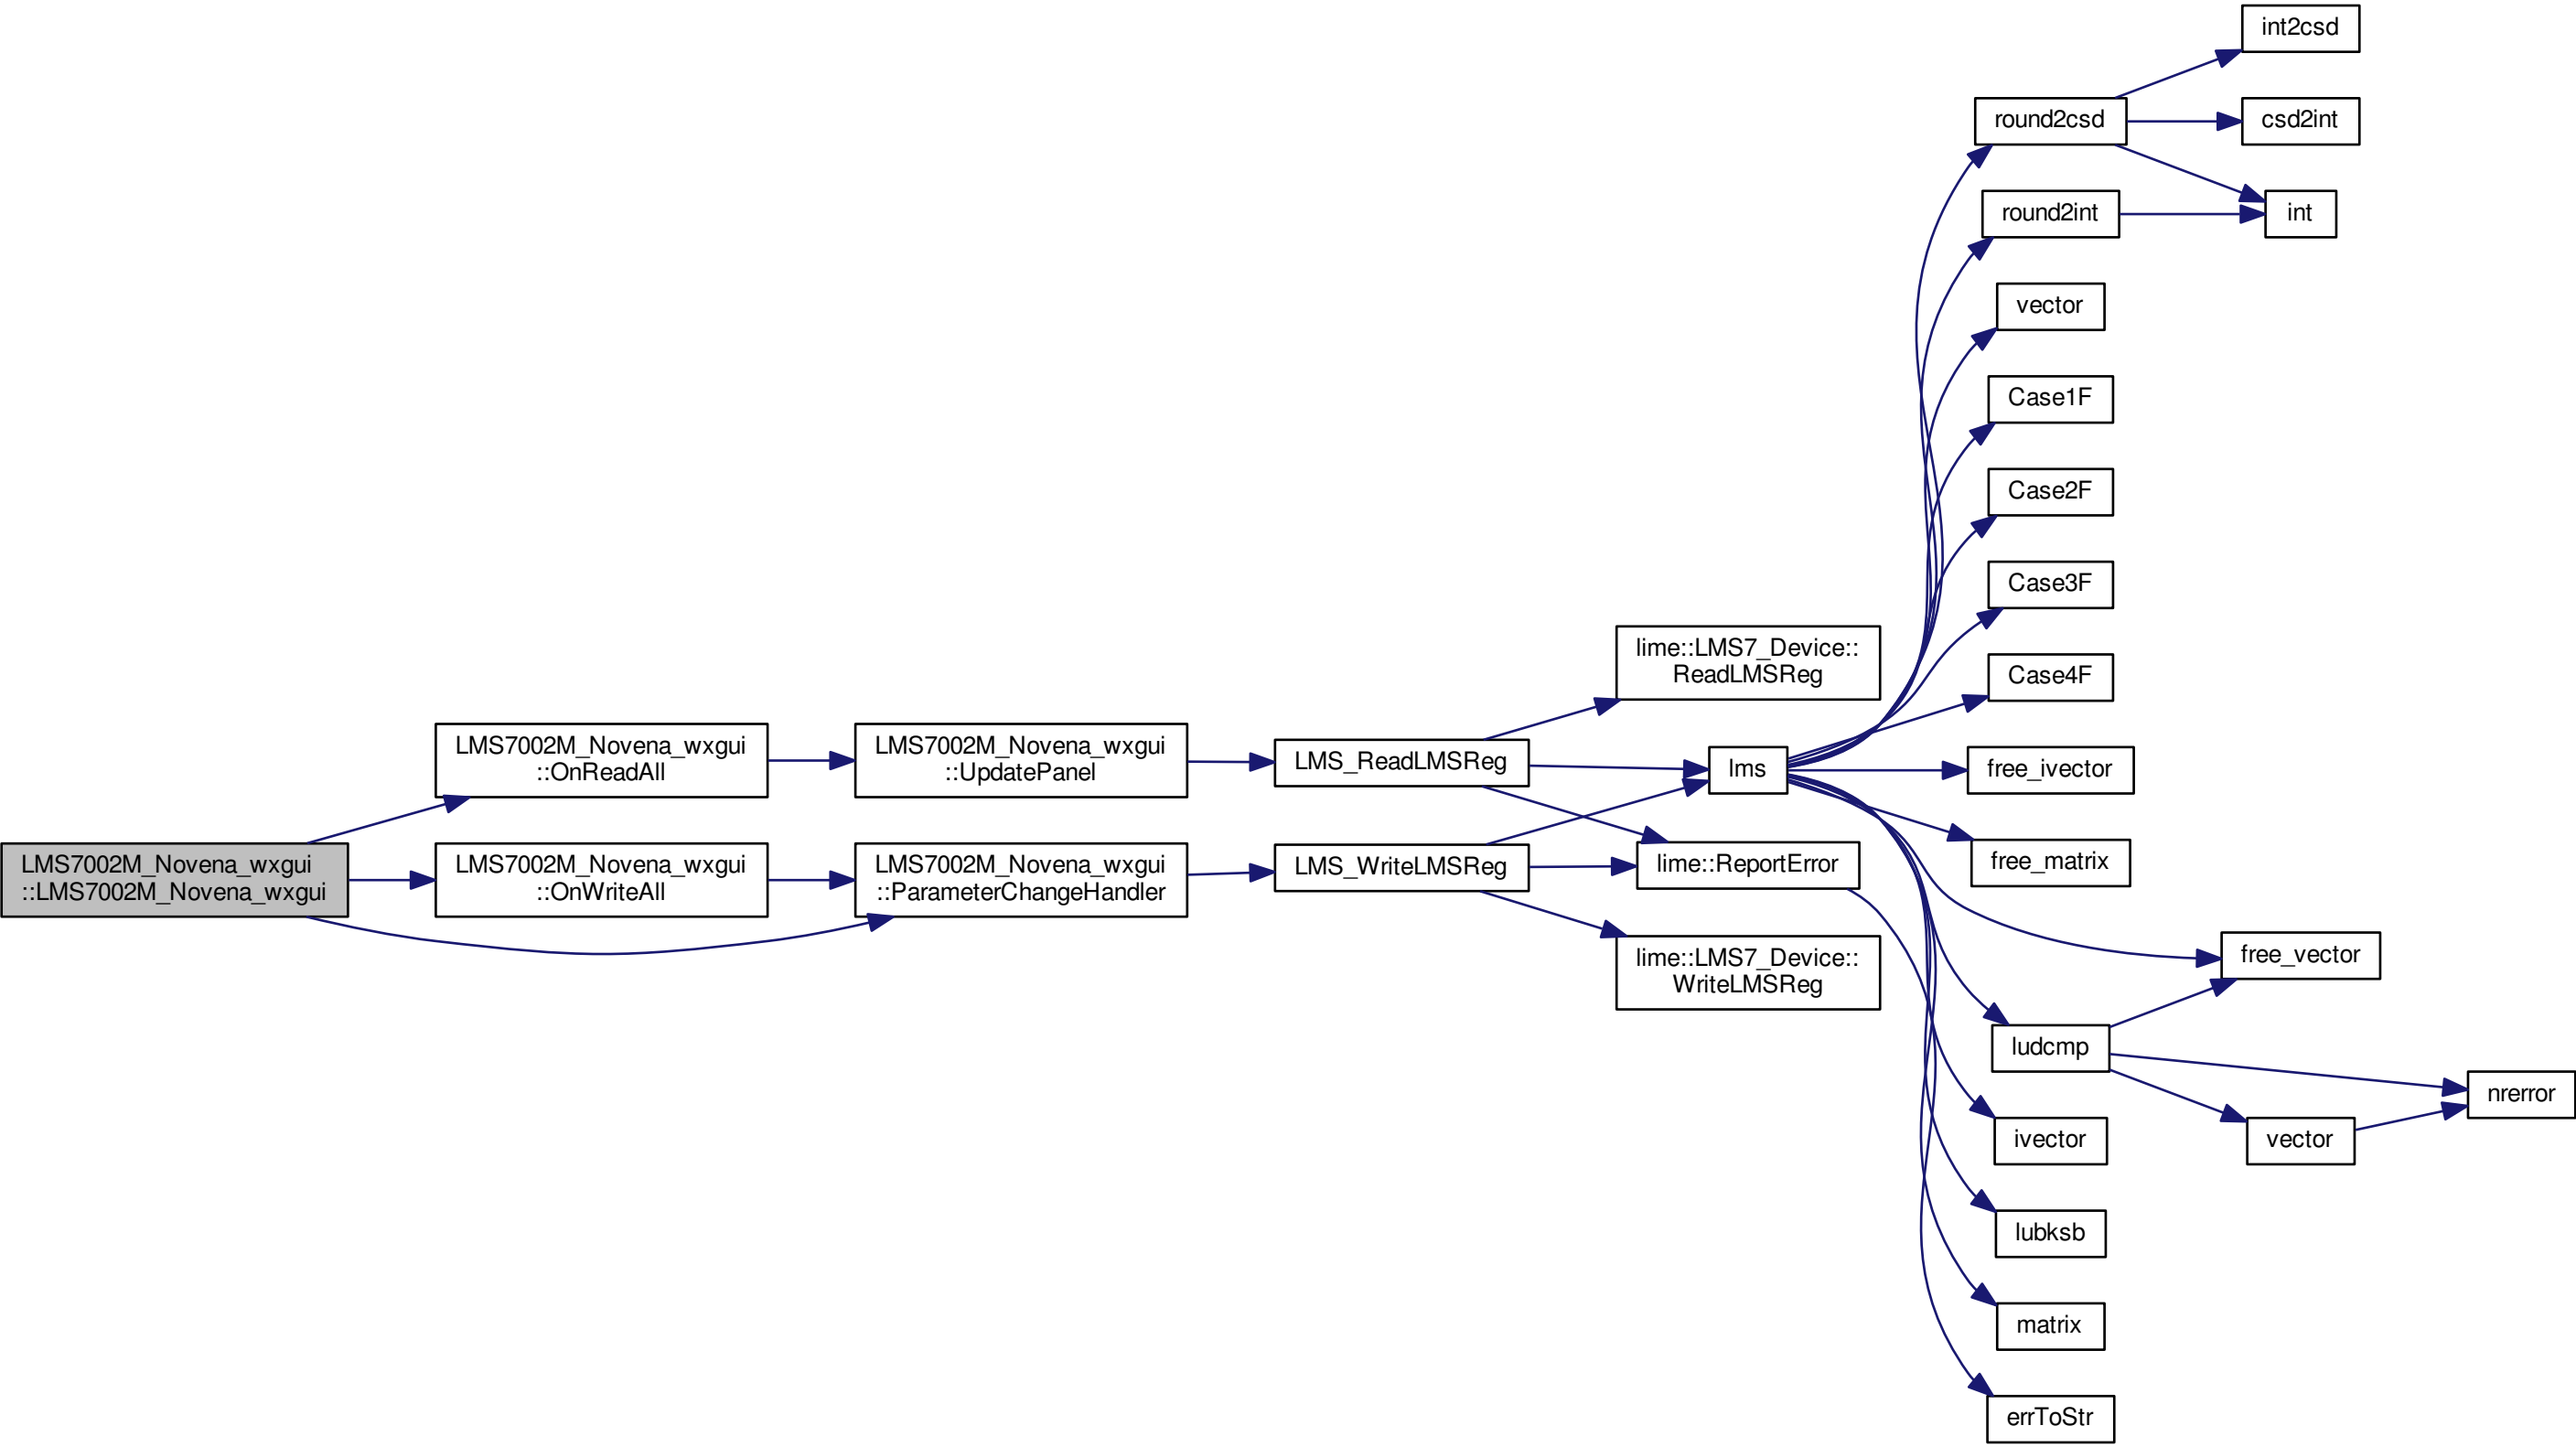 LMS7002M_Novena_wxgui
::LMS7002M_Novena_wxgui
LMS7002M_Novena_wxgui
::OnReadAll
LMS7002M_Novena_wxgui
::OnWriteAll
LMS7002M_Novena_wxgui
::UpdatePanel
LMS7002M_Novena_wxgui
::ParameterChangeHandler
LMS_ReadLMSReg
LMS_WriteLMSReg
lime::LMS7_Device::
ReadLMSReg
lms
lime::ReportError
lime::LMS7_Device::
WriteLMSReg
round2csd
round2int
vector
Case1F
Case2F
Case3F
Case4F
free_ivector
free_matrix
ludcmp
ivector
lubksb
matrix
errToStr
int2csd
csd2int
int
free_vector
vector
nrerror